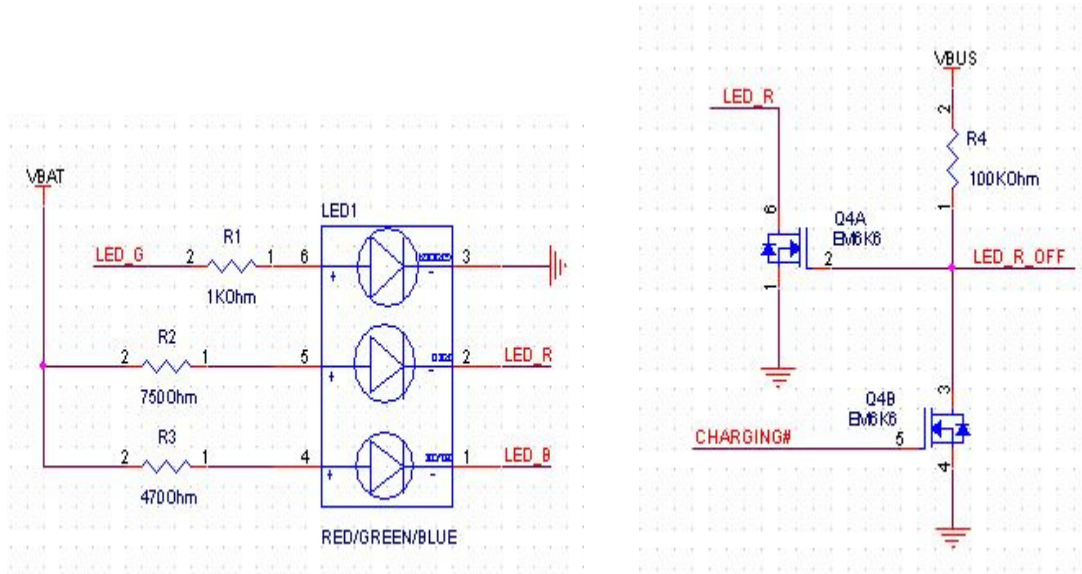 VBAT
LED_G
2
R1
1
1KOhm
LED1
6
+
-
3
R2
2
1
750Ohm
5
+
-
2
LED_R
R3
2
1
470Ohm
4
+
-
1
LED_B
RED/GREEN/BLUE
LED_R
VBUS
2
R4
100KOhm
1
6
Q4A
EM6K6
2
LED_R_OFF
1
3
Q4B
EM6K6
CHARGING#
5
4